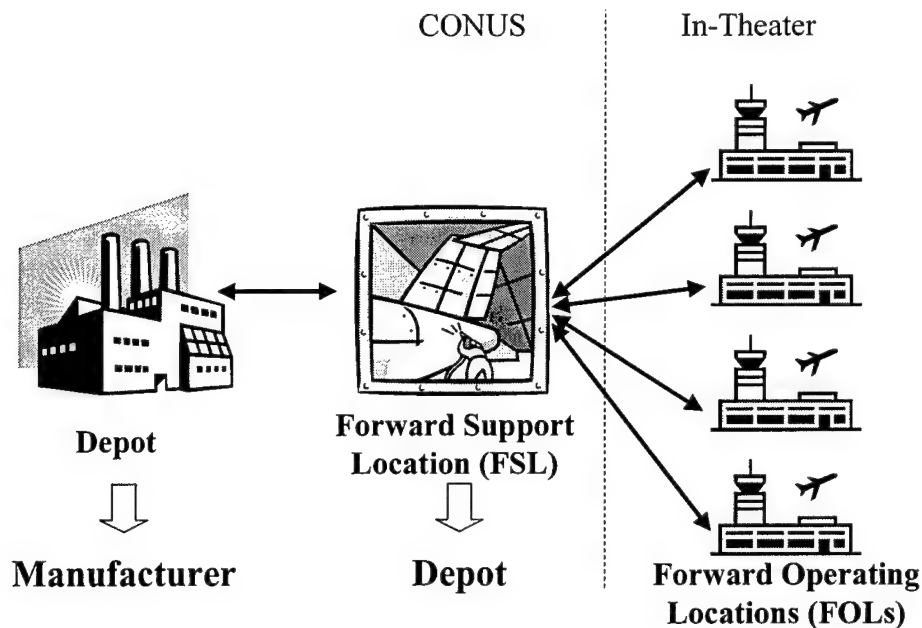 CONUS
In-Theater
Depot
Forward Support
Location (FSL)
Manufacturer
Depot
Forward Operating
Locations (FOLs)